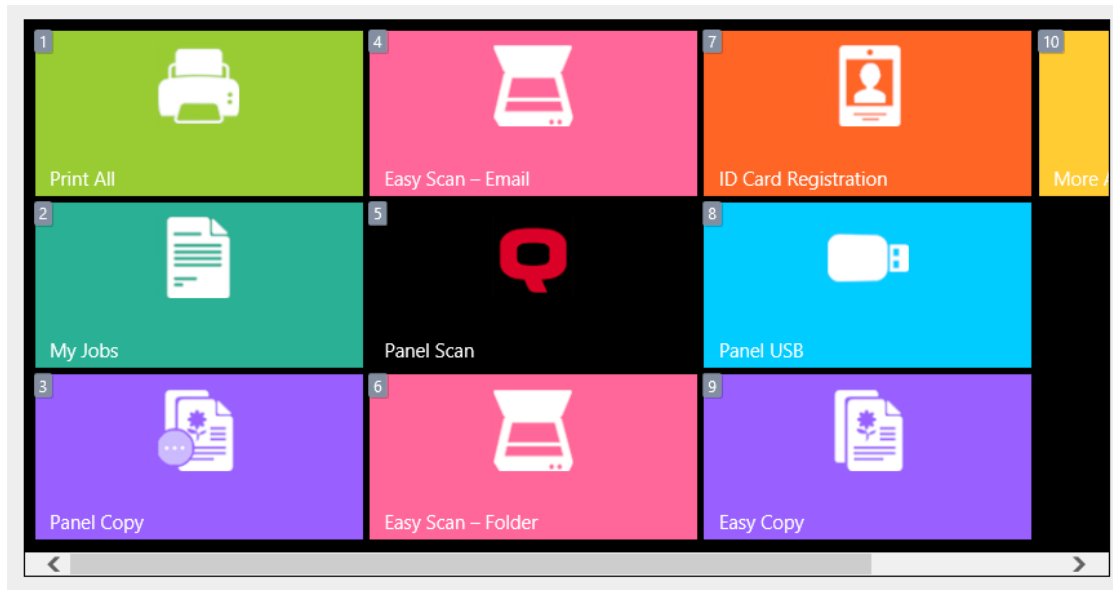 1
Print All
4
Easy Scan – Email
7
ID Card Registration
10
More
2
My Jobs
5
Q
Panel Scan
8
Panel USB
3
Panel Copy
6
Easy Scan – Folder
9
Easy Copy